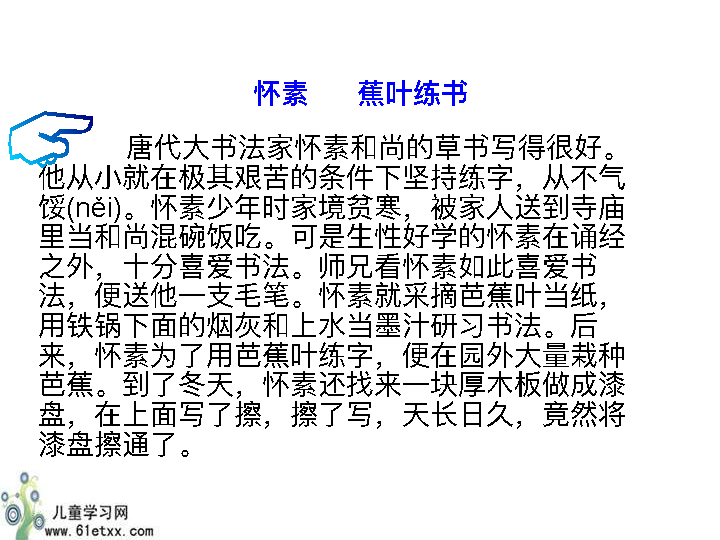 怀素　　蕉叶练书
唐代大书法家怀素和尚的草书写得很好。
他从小就在极其艰苦的条件下坚持练字，从不气
馁(něi)。怀素少年时家境贫寒，被家人送到寺庙
里当和尚混碗饭吃。可是生性好学的怀素在诵经
之外，十分喜爱书法。师兄看怀素如此喜爱书
法，便送他一支毛笔。怀素就采摘芭蕉叶当纸，
用铁锅下面的烟灰和上水当墨汁研习书法。后
来，怀素为了用芭蕉叶练字，便在园外大量栽种
芭蕉。到了冬天，怀素还找来一块厚木板做成漆
盘，在上面写了擦，擦了写，天长日久，竟然将
漆盘擦通了。
儿童学习网
www.61etxx.com